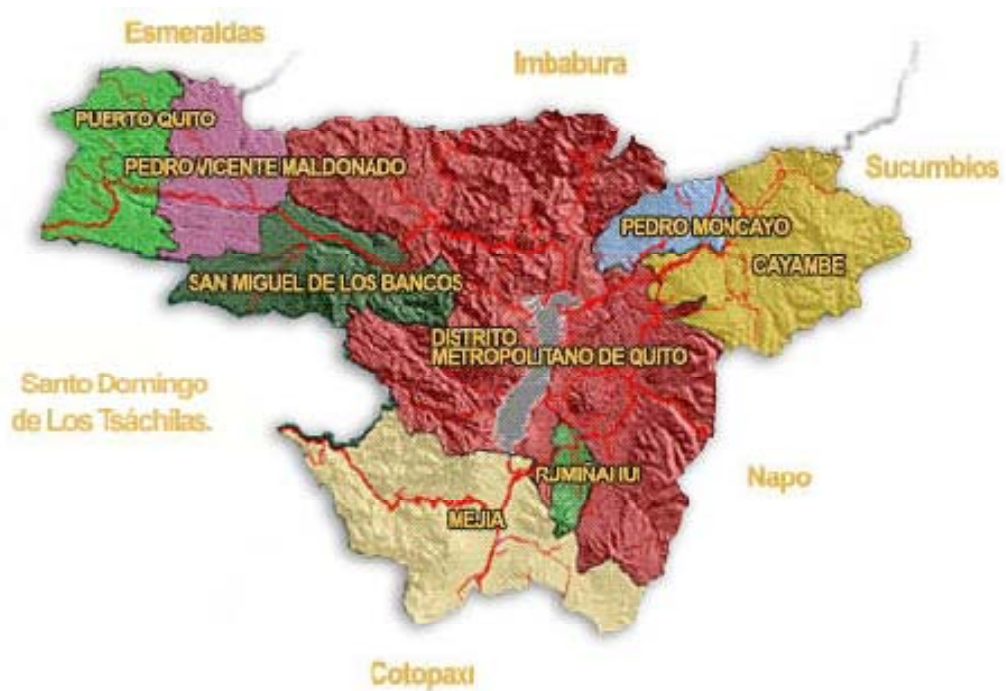 Esmeraldas
Imbabura
PUERTO QUITO
PEDRO VICENTE MALDONADO
Sucumbios
PEDRO MONCAYO
CAYAMBE
SAN MIGUEL DE LOS BANCOS
DISTRITO
METROPOLITANO DE QUITO
Santo Domingo
de Los Tsáchilas.
RUMIÑAHUI
Napo
MEJIA
Cotopaxi